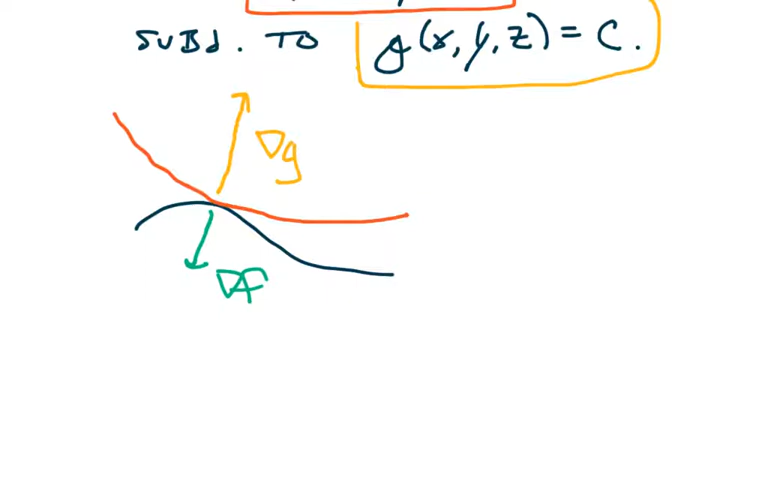 SUBJ. TO g(x, y, z) = C.
∇g
∇f